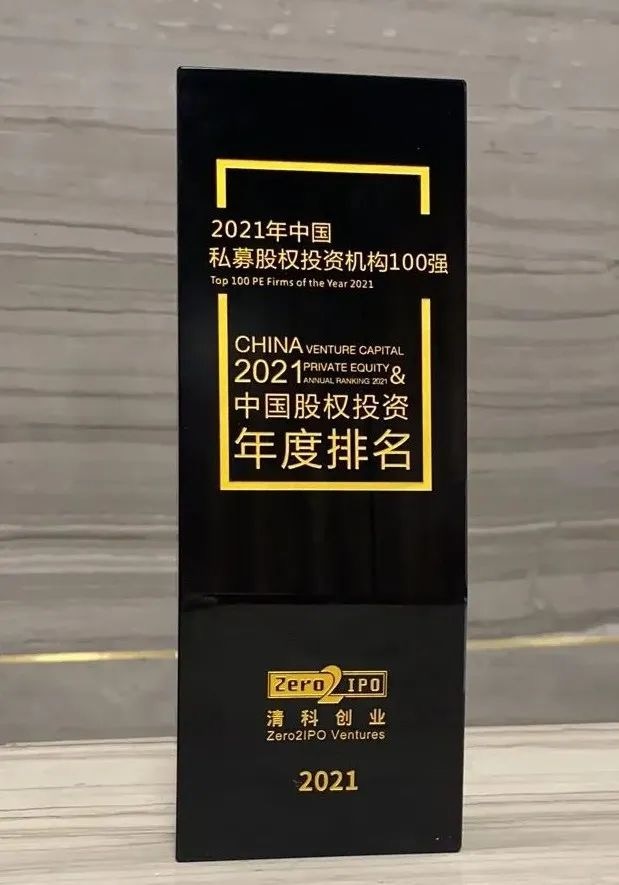 2021年中国
私募股权投资机构100强
Top 100 PE Firms of the Year 2021
CHINA VENTURE CAPITAL
2021 PRIVATE EQUITY &
ANNUAL RANKING 2021
中国股权投资
年度排名
Zero2IPO
清科创业
Zero2IPO Ventures
2021